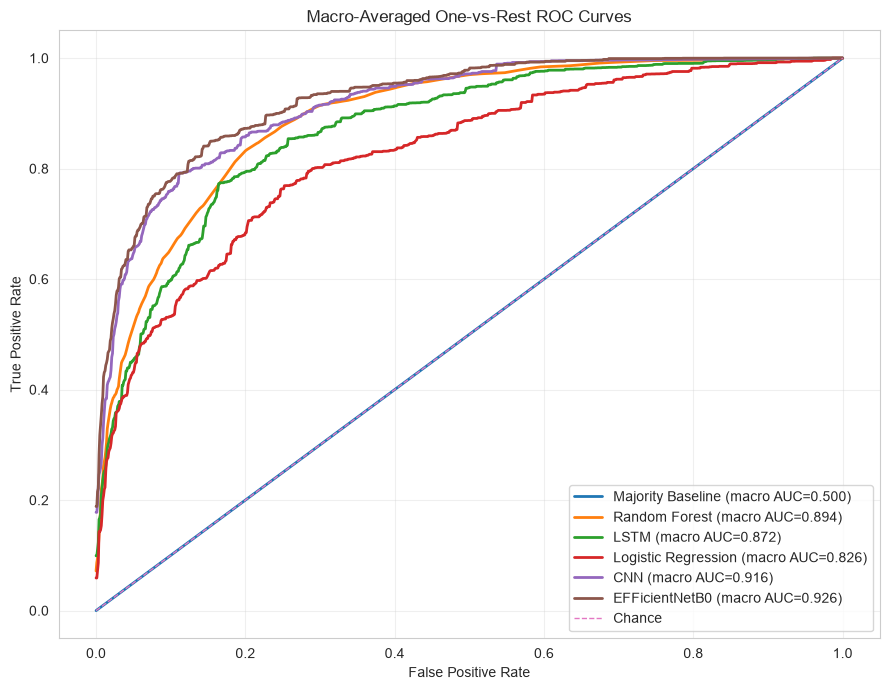 Macro-Averaged One-vs-Rest ROC Curves
1.0
0.8
0.6
0.4
0.2
0.0
True Positive Rate
0.0 0.2 0.4 0.6 0.8 1.0
False Positive Rate
Majority Baseline (macro AUC=0.500)
Random Forest (macro AUC=0.894)
LSTM (macro AUC=0.872)
Logistic Regression (macro AUC=0.826)
CNN (macro AUC=0.916)
EFFicientNetB0 (macro AUC=0.926)
Chance